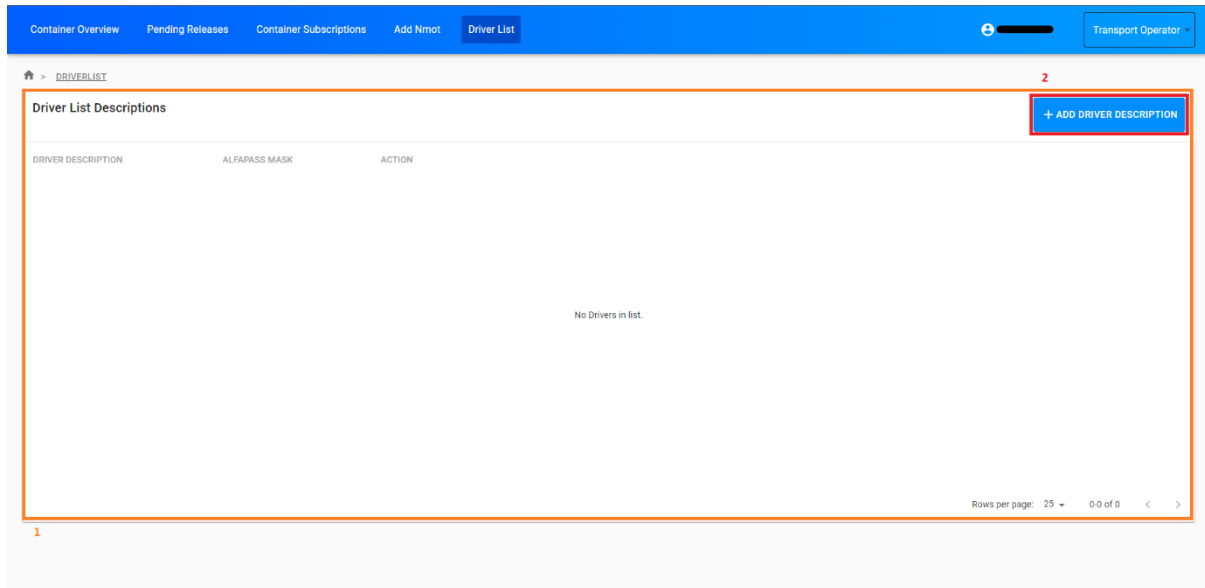 Container Overview Pending Releases Container Subscriptions Add Nmot Driver List Transport Operator
> DRIVERLIST
2
Driver List Descriptions
+ ADD DRIVER DESCRIPTION
DRIVER DESCRIPTION ALFAPASS MASK ACTION
No Drivers in list.
Rows per page: 25 0-0 of 0 < >
1